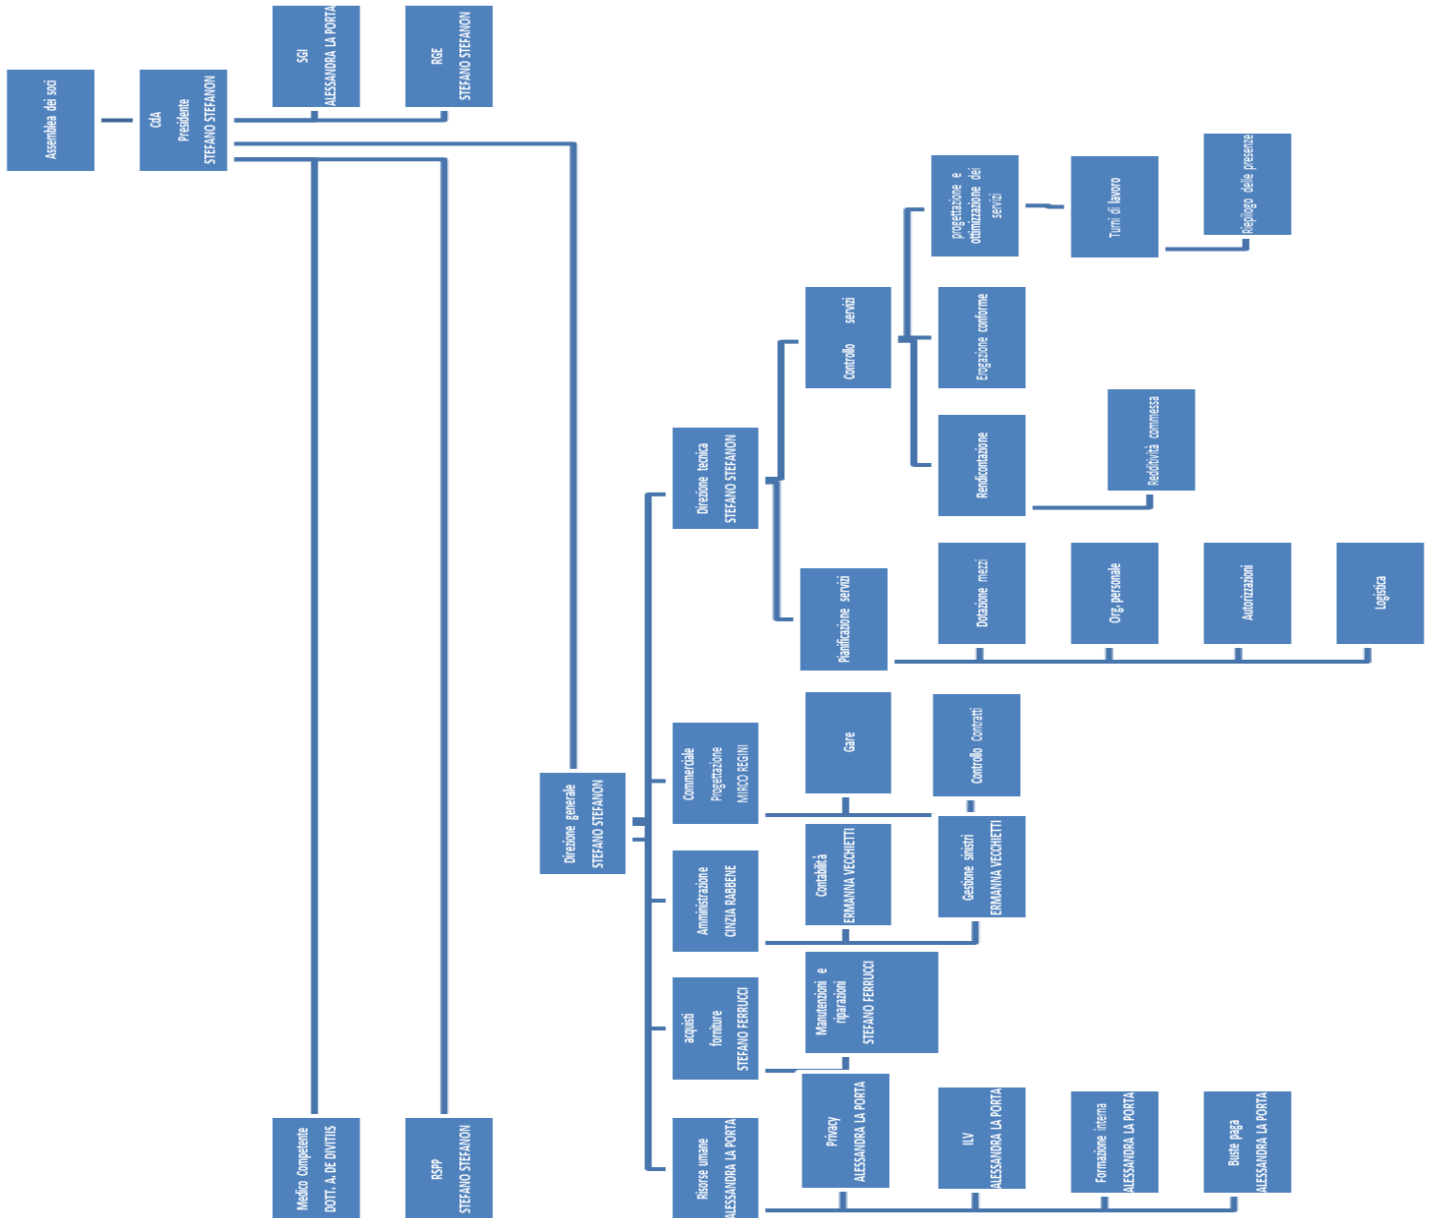 Assemblea dei soci
CdA
Presidente
STEFANO STEFANON
SGI
ALESSANDRA LA PORTA
RGE
STEFANO STEFANON
Medico Competente
DOTT. A. DE DIVITIIS
RSPP
STEFANO STEFANON
Direzione generale
STEFANO STEFANON
Risorse umane
ALESSANDRA LA PORTA
acquisti
forniture
STEFANO FERRUCCI
Amministrazione
CINZIA RABBENE
Commerciale
Progettazione
MIRCO REGINI
Direzione tecnica
STEFANO STEFANON
Privacy
ALESSANDRA LA PORTA
ILV
ALESSANDRA LA PORTA
Formazione interna
ALESSANDRA LA PORTA
Buste paga
ALESSANDRA LA PORTA
Manutenzioni e
riparazioni
STEFANO FERRUCCI
Contabilità
ERMANNA VECCHIETTI
Gestione sinistri
ERMANNA VECCHIETTI
Gare
Controllo Contratti
Pianificazione servizi
Dotazione mezzi
Org. personale
Autorizzazioni
Logistica
Controllo servizi
Rendicontazione
Redditività commessa
Erogazione conforme
progettazione e
ottimizzazione dei
servizi
Turni di lavoro
Riepilogo delle presenze